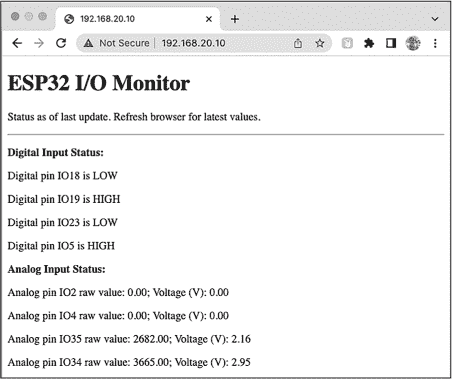 192.168.20.10
Not Secure | 192.168.20.10
ESP32 I/O Monitor
Status as of last update. Refresh browser for latest values.
Digital Input Status:
Digital pin IO18 is LOW
Digital pin IO19 is HIGH
Digital pin IO23 is LOW
Digital pin IO5 is HIGH
Analog Input Status:
Analog pin IO2 raw value: 0.00; Voltage (V): 0.00
Analog pin IO4 raw value: 0.00; Voltage (V): 0.00
Analog pin IO35 raw value: 2682.00; Voltage (V): 2.16
Analog pin IO34 raw value: 3665.00; Voltage (V): 2.95